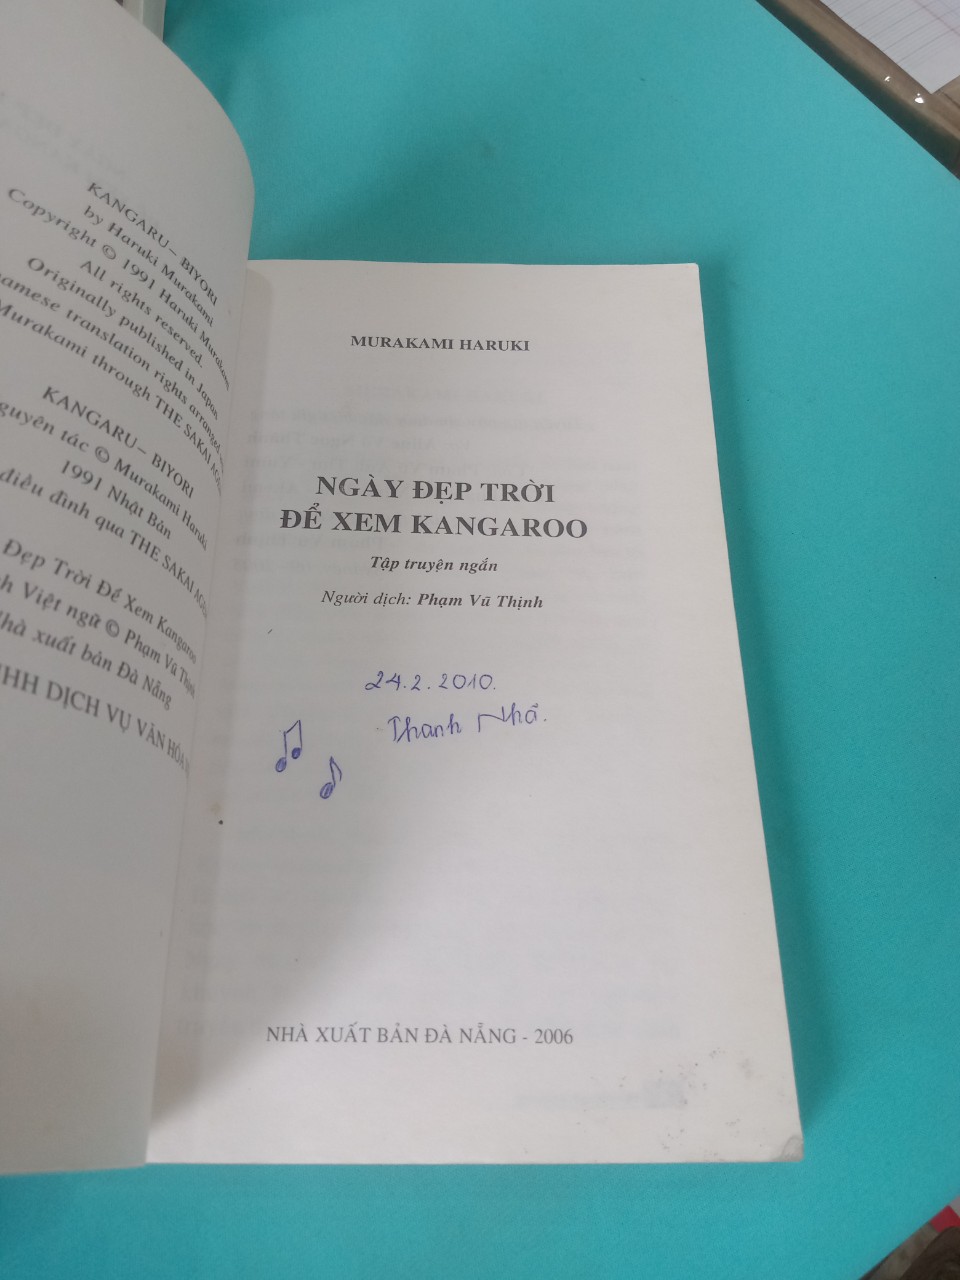 KANGARU– BIYORI
by Haruki Murakami
Copyright © 1991 Haruki Murakami
All rights reserved.
Originally published in Japan
translation rights arranged
Murakami through THE SAKAI
KANGARU– BIYORI
nguyên tác © Murakami Haruki
1991 Nhật Bản
điều đình qua THE SAKAI
Đẹp Trời Để Xem Kangaroo
Việt ngữ © Phạm Vũ Thịnh
Nhà xuất bản Đà Nẵng
DỊCH VỤ VĂN HÓA
MURAKAMI HARUKI
NGÀY ĐẸP TRỜI
ĐỂ XEM KANGAROO
Tập truyện ngắn
Người dịch: Phạm Vũ Thịnh
24.2.2010.
Thanh Nhã.
NHÀ XUẤT BẢN ĐÀ NẴNG - 2006